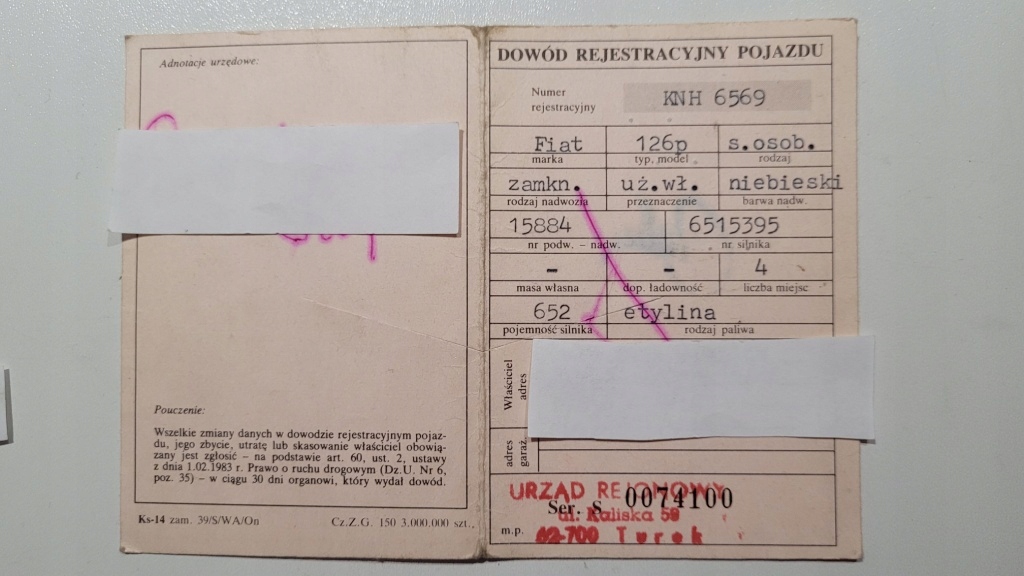 Adnotacje urzędowe:
Pouczenie:
Wszelkie zmiany danych w dowodzie rejestracyjnym pojaz-
du, jego zbycie, utratę lub skasowanie właściciel obowią-
zany jest zgłosić – na podstawie art. 60, ust. 2, ustawy
z dnia 1.02.1983 r. Prawo o ruchu drogowym (Dz.U. Nr 6,
poz. 35) – w ciągu 30 dni organowi, który wydał dowód.
Ks-14 zam. 39/S/WA/On Cz.Z.G. 150 3.000.000 szt.,
DOWÓD REJESTRACYJNY POJAZDU
Numer
rejestracyjny
KNH 6569
Fiat 126p s.osob.
marka typ, model rodzaj
zamkn. uż.wł. niebieski
rodzaj nadwozia przeznaczenie barwa nadw.
15884 6515395
nr podw. – nadw. nr silnika
– – 4
masa własna dop. ładowność liczba miejsc
652 etylina
pojemność silnika rodzaj paliwa
Właściciel
adres
adres
garaż.
URZĄD REJONOWY
Ser. S 0074100
ul. Kaliska 59
m.p. 62-700 Turek